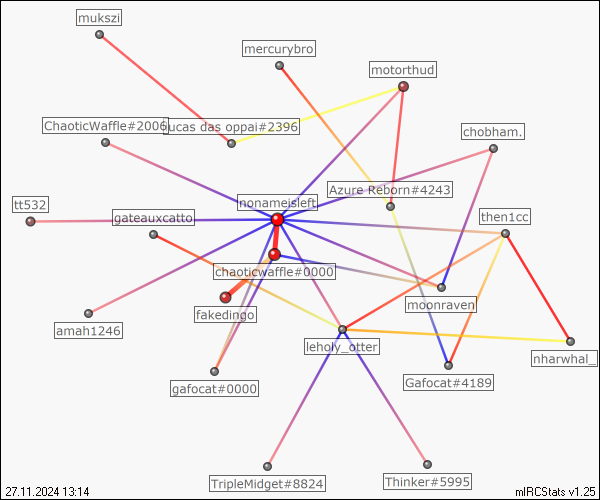 mukszi
mercurybro
motorthud
ChaoticWaffle#2006
lucas das oppai#2396
chobham.
Azure Reborn#4243
tt532
nonameisleft
gateauxcatto
then1cc
chaoticwaffle#0000
moonraven
fakedingo
amah1246
leholy_otter
nharwhal_
gafocat#0000
Gafocat#4189
TripleMidget#8824
Thinker#5995
27.11.2024 13:14
mIRCStats v1.25